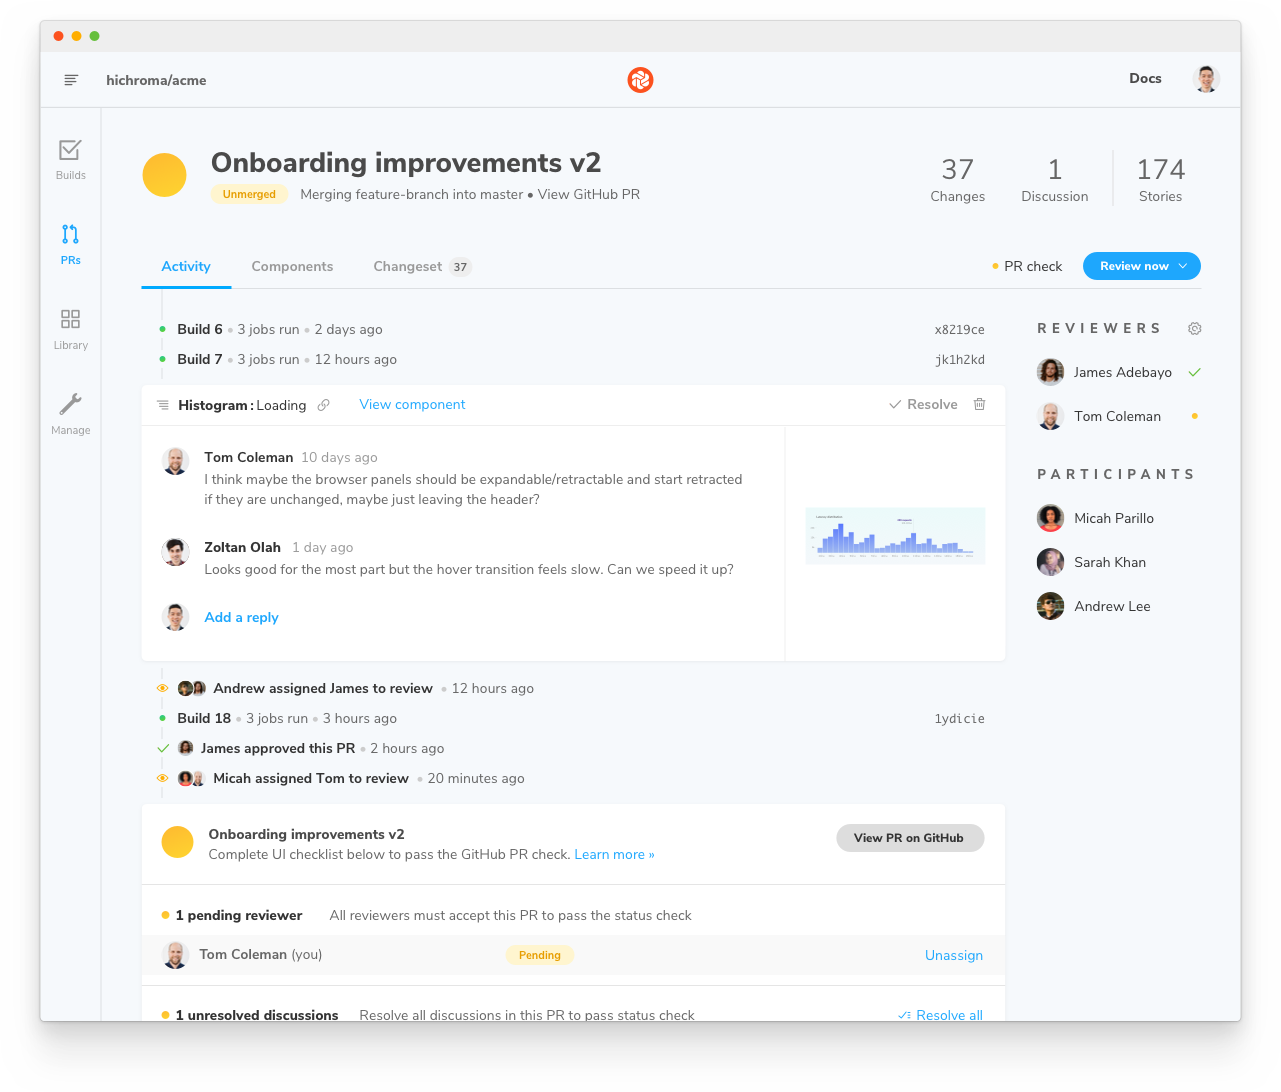 hichroma/acme
Docs
Builds
PRs
Library
Manage
Onboarding improvements v2
Unmerged Merging feature-branch into master • View GitHub PR
37 Changes
1 Discussion
174 Stories
Activity Components Changeset 37
PR check Review now
Build 6 • 3 jobs run • 2 days ago x8219ce
Build 7 • 3 jobs run • 12 hours ago jk1h2kd
Histogram: Loading View component Resolve
Tom Coleman 10 days ago
I think maybe the browser panels should be expandable/retractable and start retracted
if they are unchanged, maybe just leaving the header?
Zoltan Olah 1 day ago
Looks good for the most part but the hover transition feels slow. Can we speed it up?
Add a reply
Andrew assigned James to review • 12 hours ago
Build 18 • 3 jobs run • 3 hours ago 1ydicie
James approved this PR • 2 hours ago
Micah assigned Tom to review • 20 minutes ago
Onboarding improvements v2
Complete UI checklist below to pass the GitHub PR check. Learn more »
View PR on GitHub
1 pending reviewer All reviewers must accept this PR to pass the status check
Tom Coleman (you) Pending Unassign
1 unresolved discussions Resolve all discussions in this PR to pass status check Resolve all
REVIEWERS
James Adebayo
Tom Coleman
PARTICIPANTS
Micah Parillo
Sarah Khan
Andrew Lee